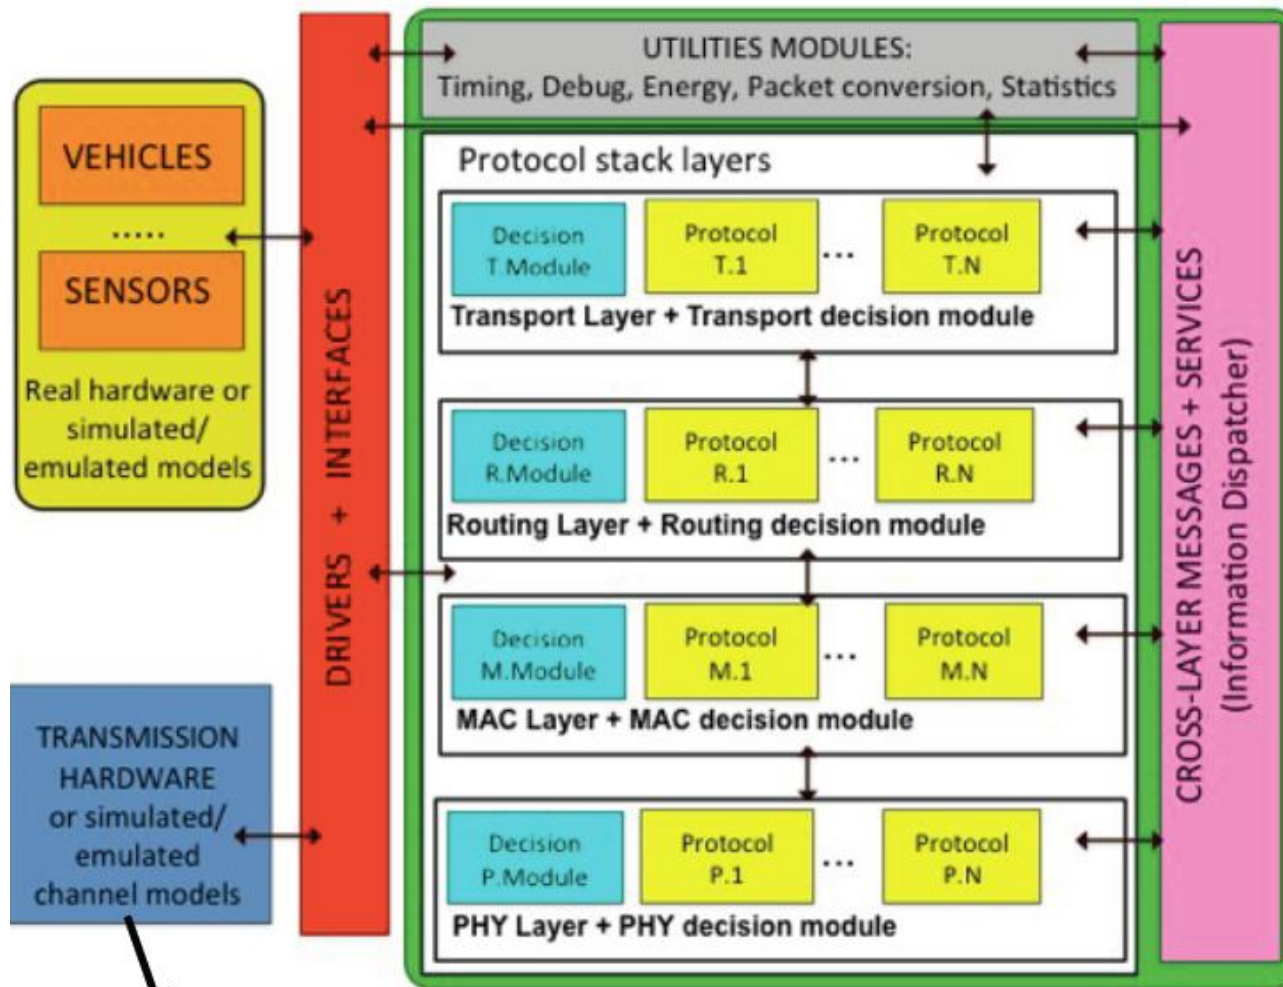 UTILITIES MODULES:
Timing, Debug, Energy, Packet conversion, Statistics
VEHICLES
.....
SENSORS
Real hardware or
simulated/
emulated models
TRANSMISSION
HARDWARE
or simulated/
emulated
channel models
DRIVERS + INTERFACES
Protocol stack layers
Decision
T.Module
Protocol
T.1
...
Protocol
T.N
Transport Layer + Transport decision module
Decision
R.Module
Protocol
R.1
...
Protocol
R.N
Routing Layer + Routing decision module
Decision
M.Module
Protocol
M.1
...
Protocol
M.N
MAC Layer + MAC decision module
Decision
P.Module
Protocol
P.1
...
Protocol
P.N
PHY Layer + PHY decision module
CROSS-LAYER MESSAGES + SERVICES
(Information Dispatcher)